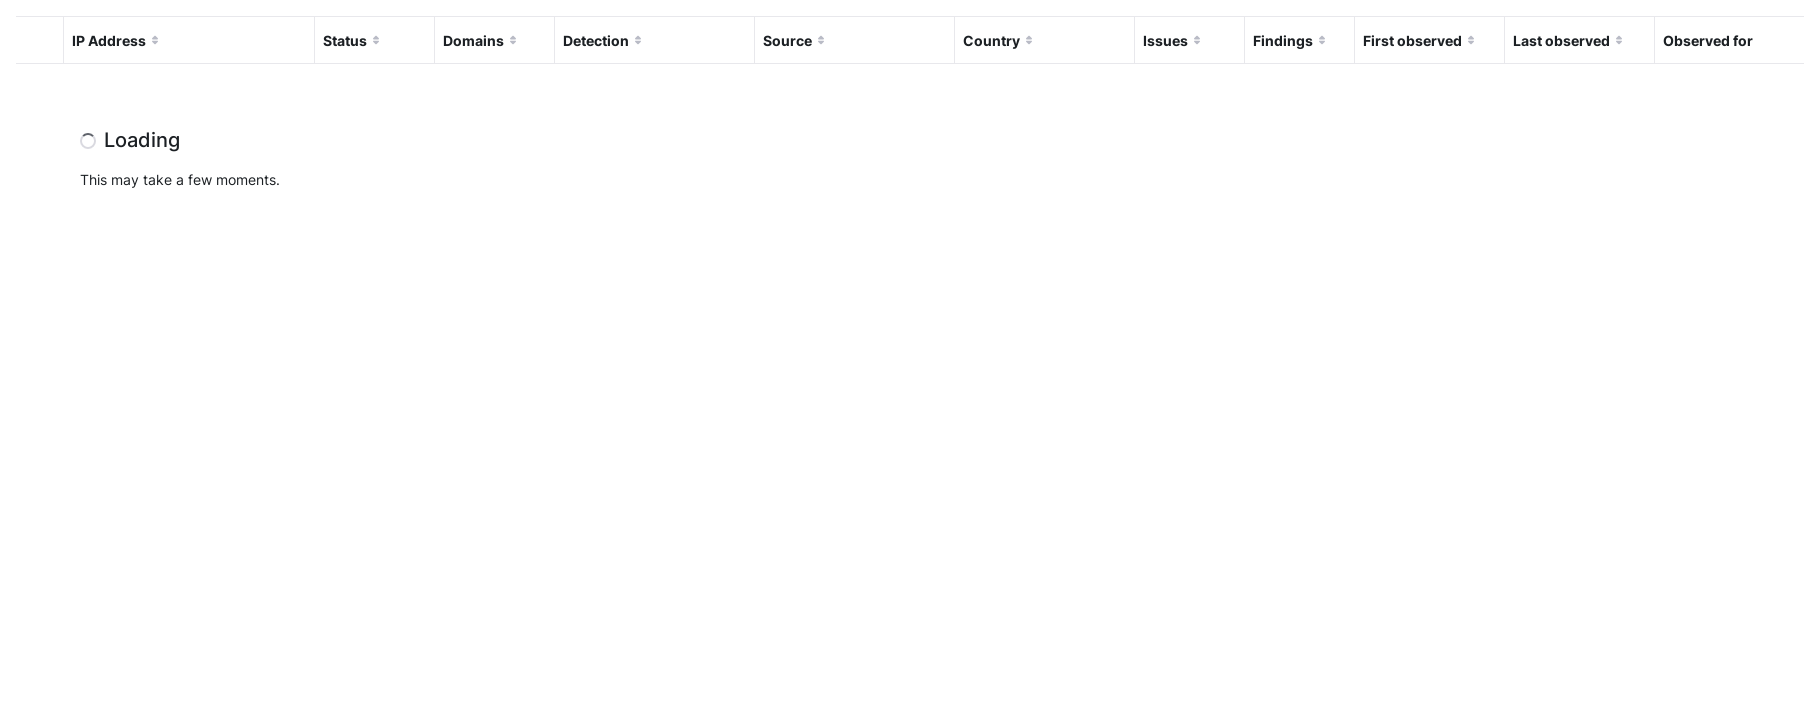 IP Address Status Domains Detection Source Country Issues Findings First observed Last observed Observed for
Loading
This may take a few moments.